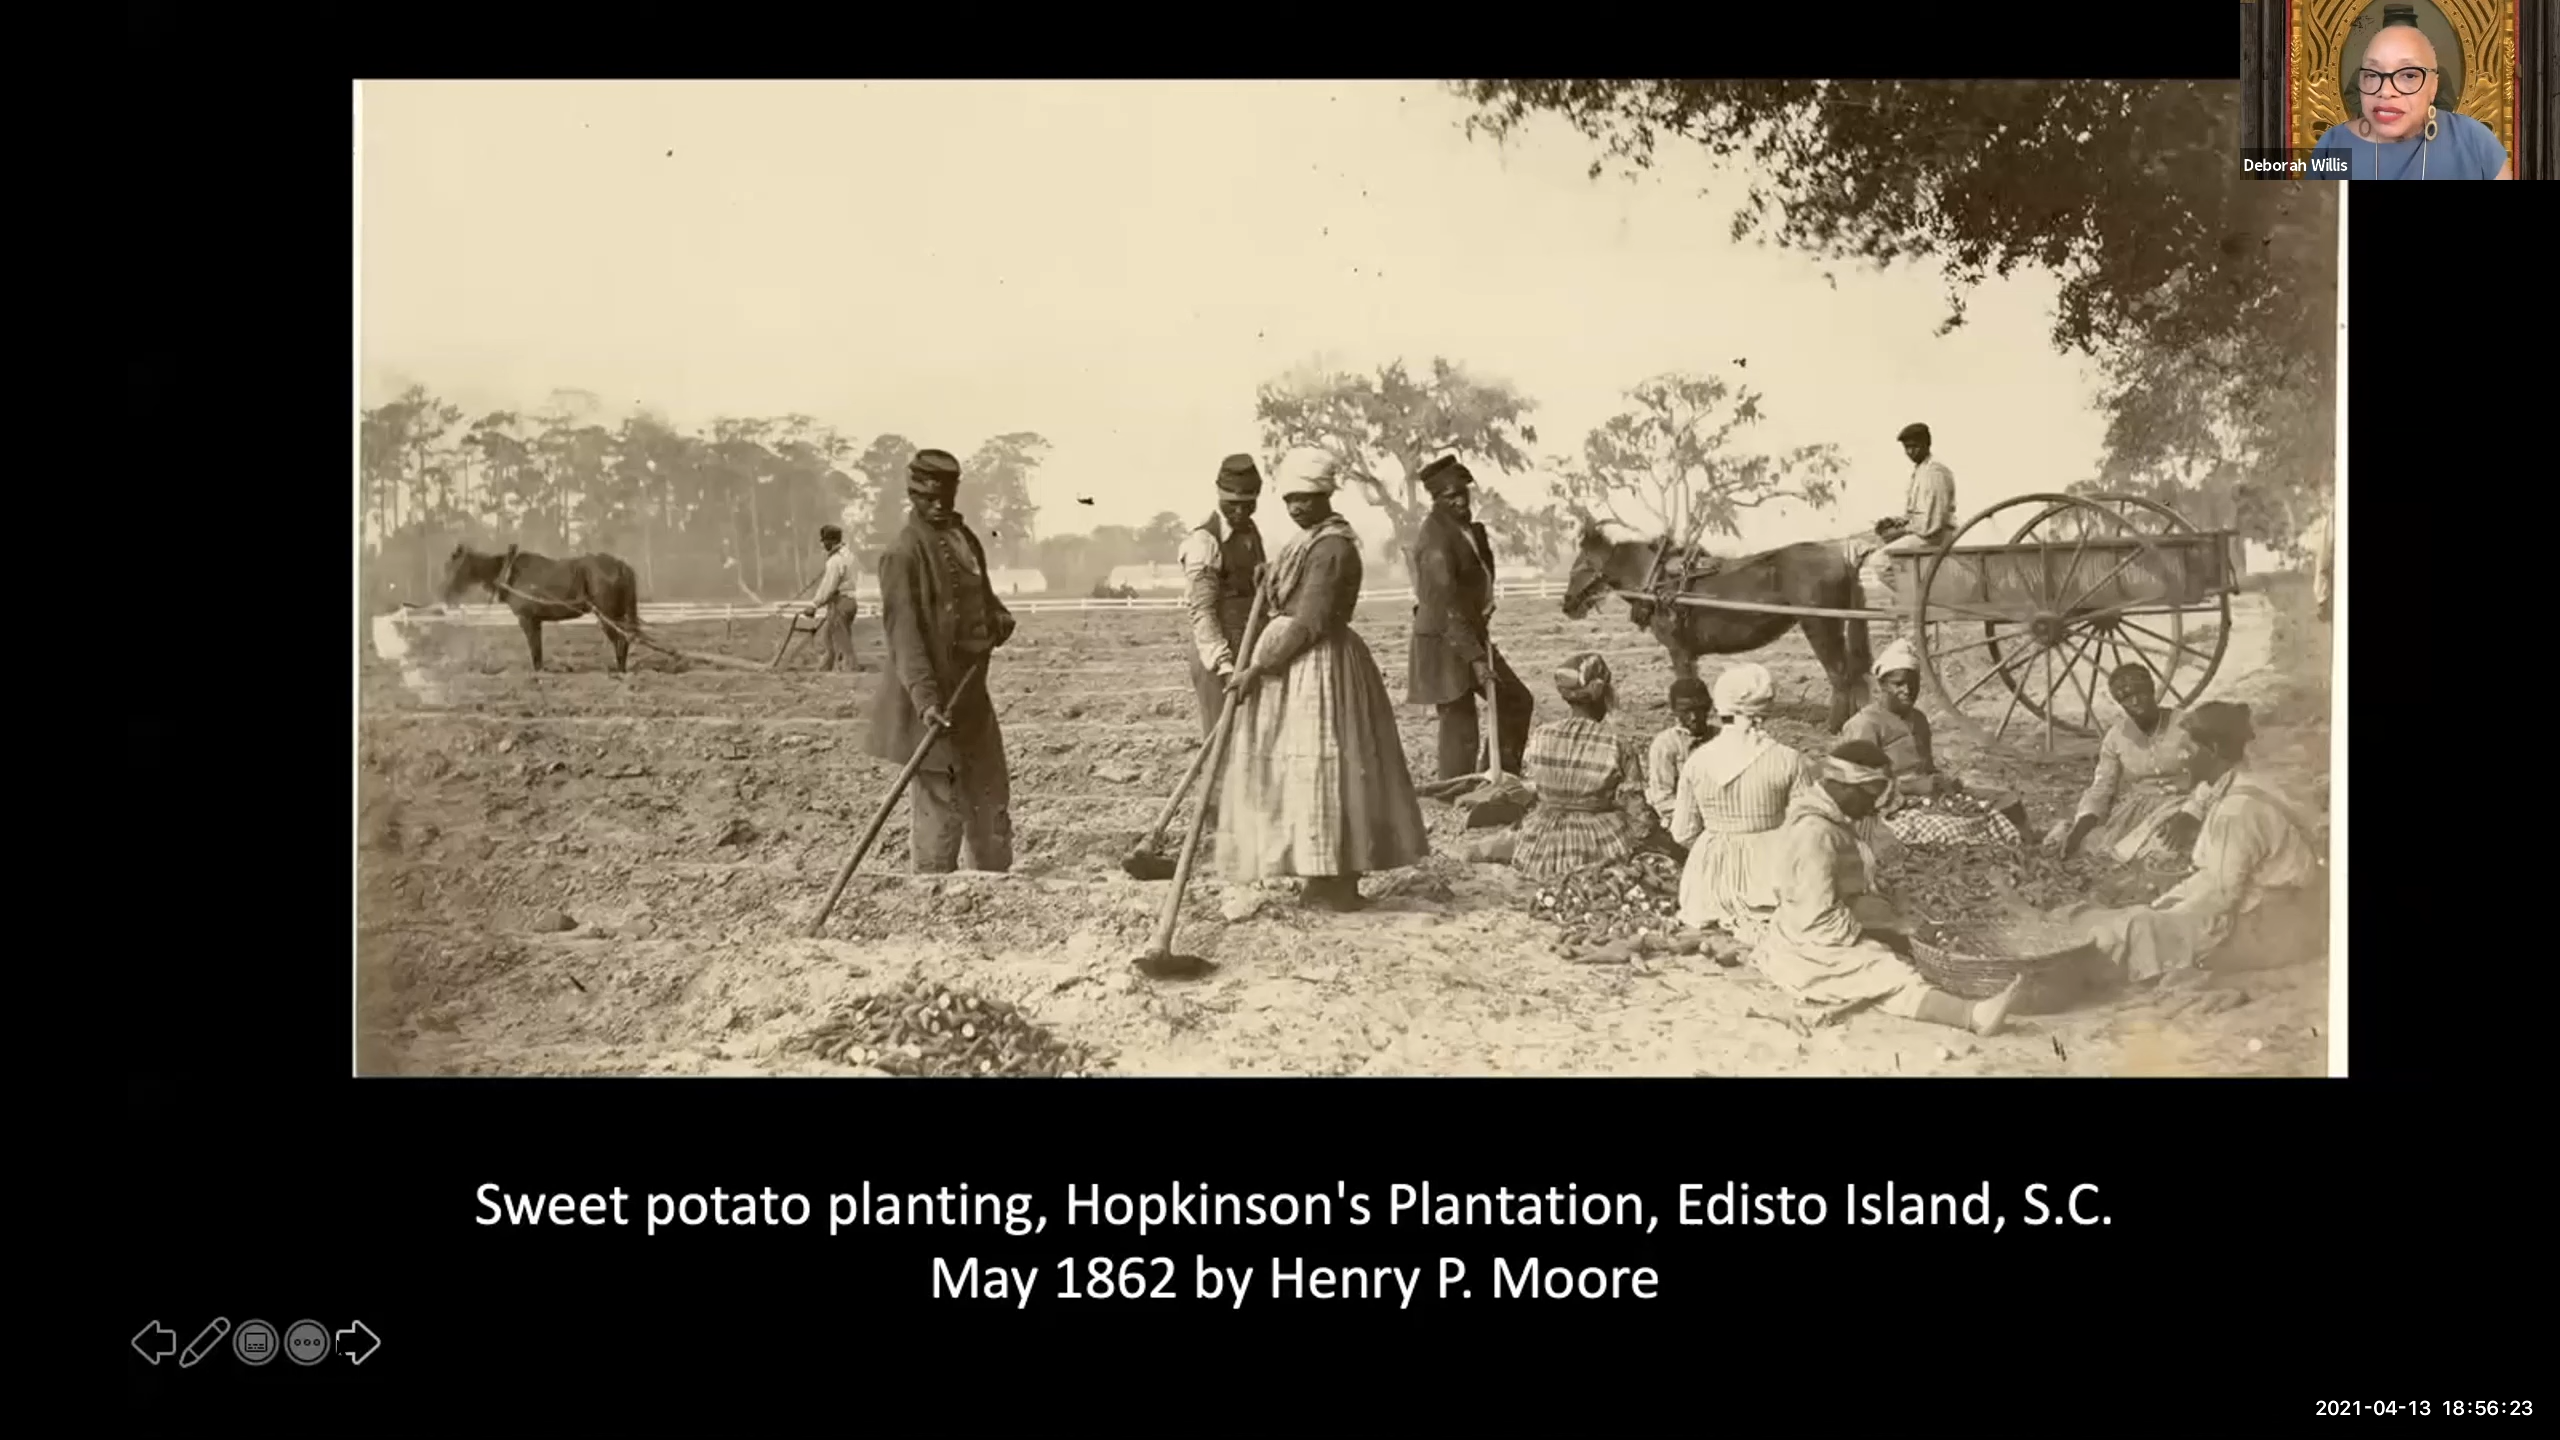 Deborah Willis
Sweet potato planting, Hopkinson's Plantation, Edisto Island, S.C.
May 1862 by Henry P. Moore
2021-04-13 18:56:23